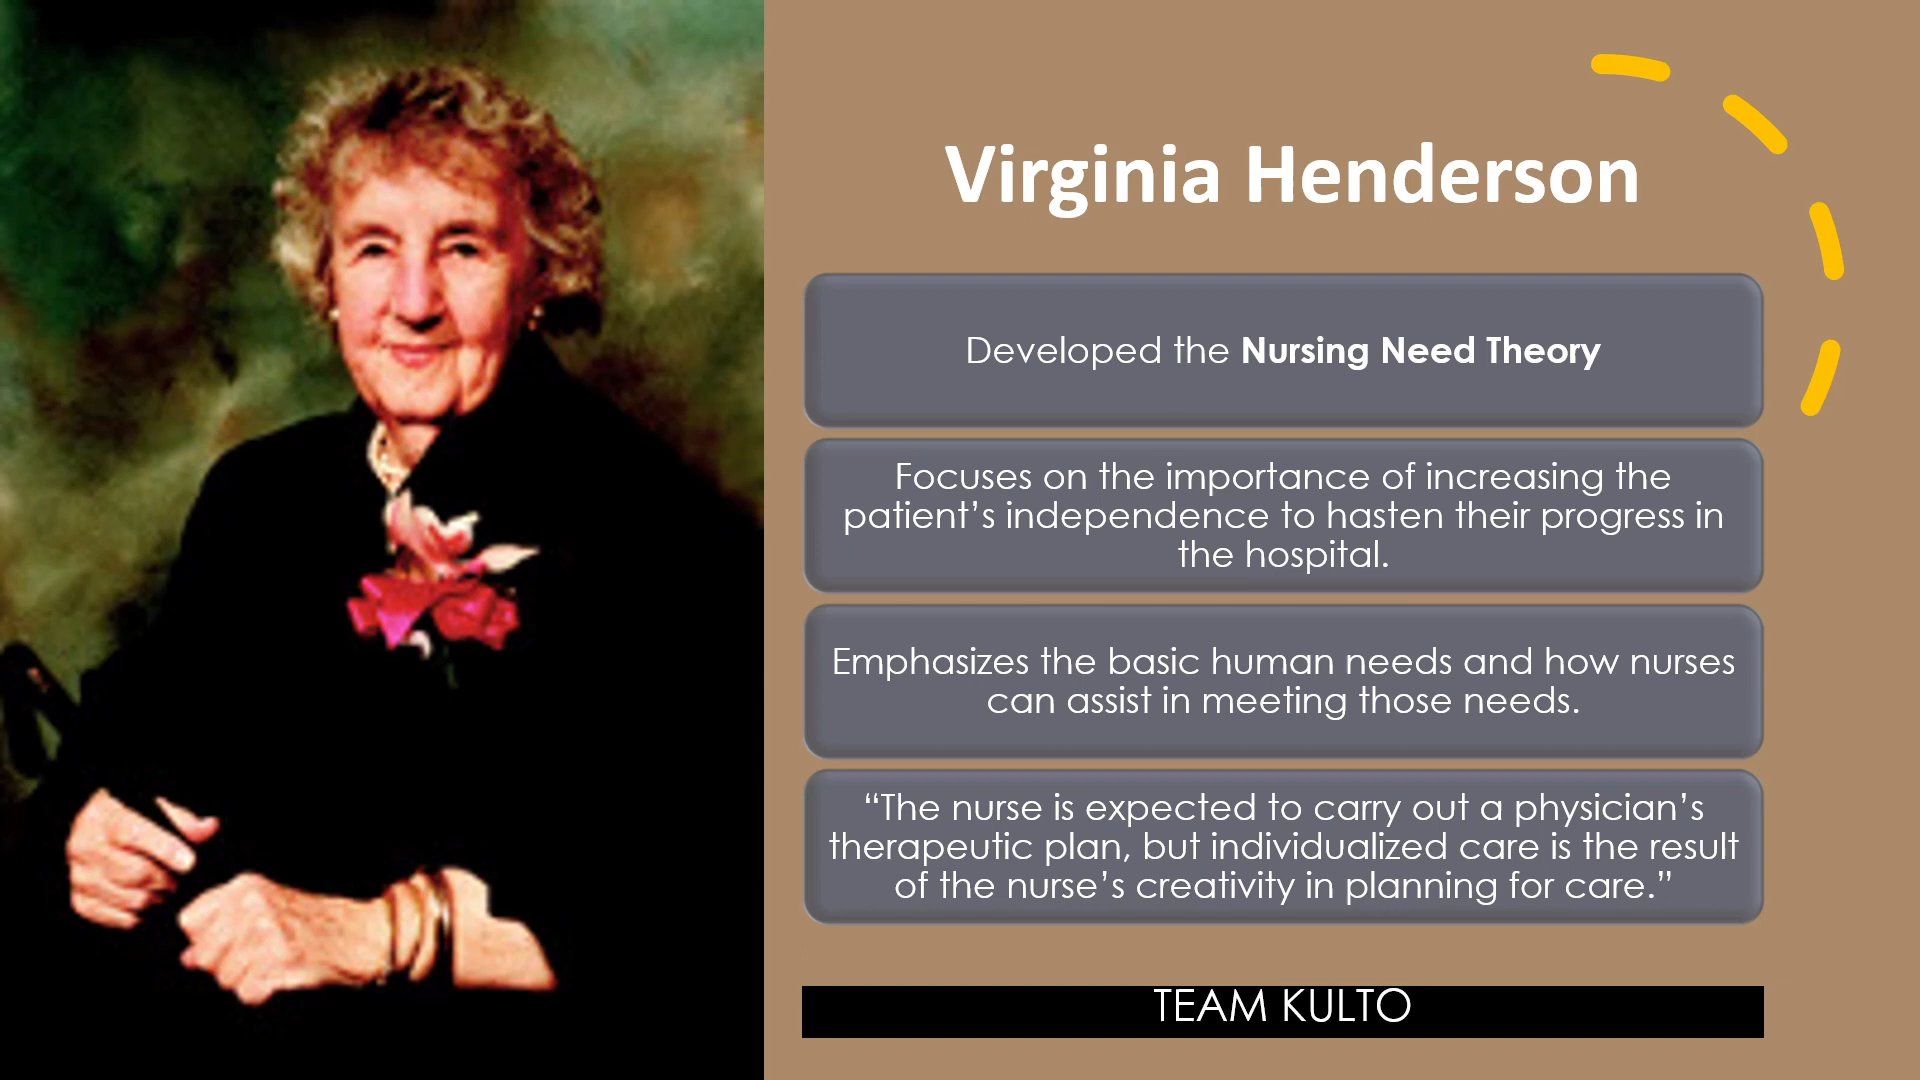 Virginia Henderson
Developed the Nursing Need Theory
Focuses on the importance of increasing the
patient’s independence to hasten their progress in
the hospital.
Emphasizes the basic human needs and how nurses
can assist in meeting those needs.
“The nurse is expected to carry out a physician’s
therapeutic plan, but individualized care is the result
of the nurse’s creativity in planning for care.”
TEAM KULTO